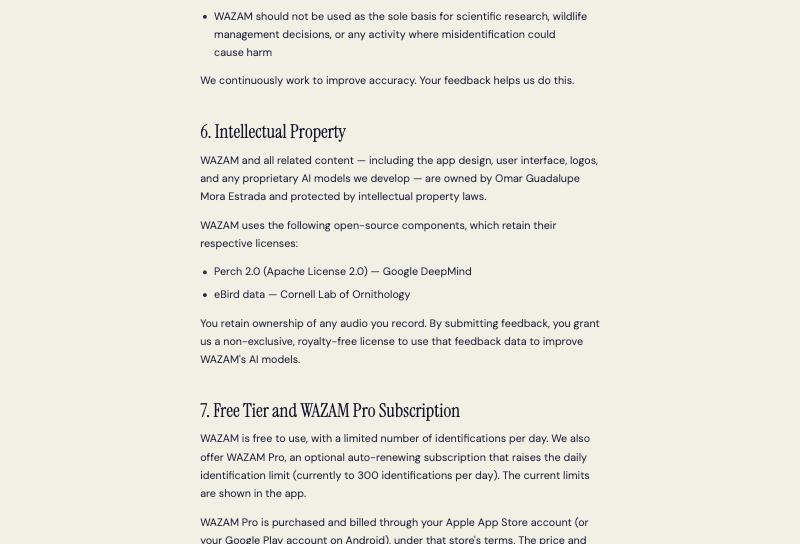 • WAZAM should not be used as the sole basis for scientific research, wildlife
management decisions, or any activity where misidentification could
cause harm
We continuously work to improve accuracy. Your feedback helps us do this.
6. Intellectual Property
WAZAM and all related content — including the app design, user interface, logos,
and any proprietary AI models we develop — are owned by Omar Guadalupe
Mora Estrada and protected by intellectual property laws.
WAZAM uses the following open-source components, which retain their
respective licenses:
• Perch 2.0 (Apache License 2.0) — Google DeepMind
• eBird data — Cornell Lab of Ornithology
You retain ownership of any audio you record. By submitting feedback, you grant
us a non-exclusive, royalty-free license to use that feedback data to improve
WAZAM's AI models.
7. Free Tier and WAZAM Pro Subscription
WAZAM is free to use, with a limited number of identifications per day. We also
offer WAZAM Pro, an optional auto-renewing subscription that raises the daily
identification limit (currently to 300 identifications per day). The current limits
are shown in the app.
WAZAM Pro is purchased and billed through your Apple App Store account (or
your Google Play account on Android), under that store's terms. The price and